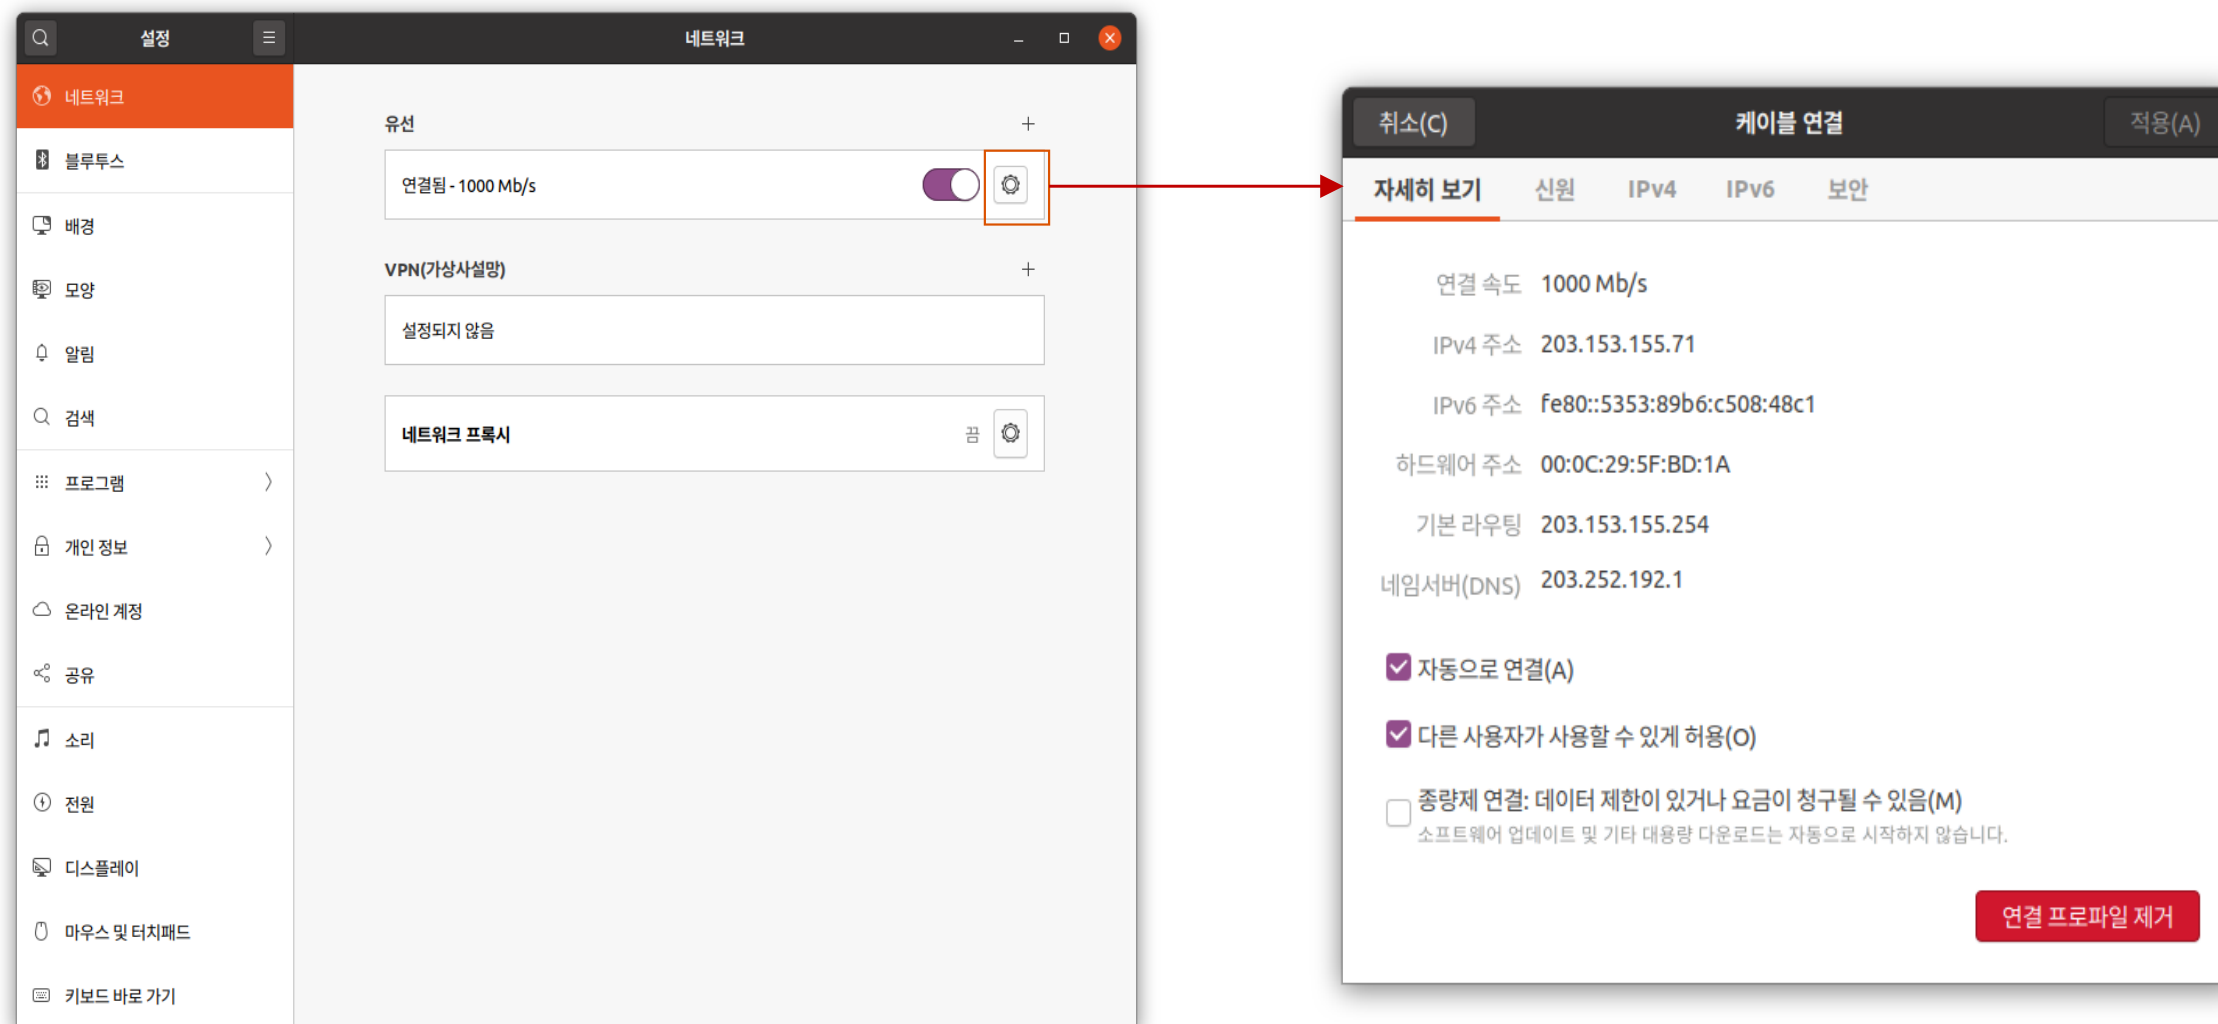 설정
네트워크
네트워크
블루투스
배경
모양
알림
검색
프로그램
개인 정보
온라인 계정
공유
소리
전원
디스플레이
마우스 및 터치패드
키보드 바로 가기
유선
연결됨 - 1000 Mb/s
VPN(가상사설망)
설정되지 않음
네트워크 프록시 끔
취소(C) 케이블 연결 적용(A)
자세히 보기 신원 IPv4 IPv6 보안
연결 속도 1000 Mb/s
IPv4 주소 203.153.155.71
IPv6 주소 fe80::5353:89b6:c508:48c1
하드웨어 주소 00:0C:29:5F:BD:1A
기본 라우팅 203.153.155.254
네임서버(DNS) 203.252.192.1
자동으로 연결(A)
다른 사용자가 사용할 수 있게 허용(O)
종량제 연결: 데이터 제한이 있거나 요금이 청구될 수 있음(M)
소프트웨어 업데이트 및 기타 대용량 다운로드는 자동으로 시작하지 않습니다.
연결 프로파일 제거